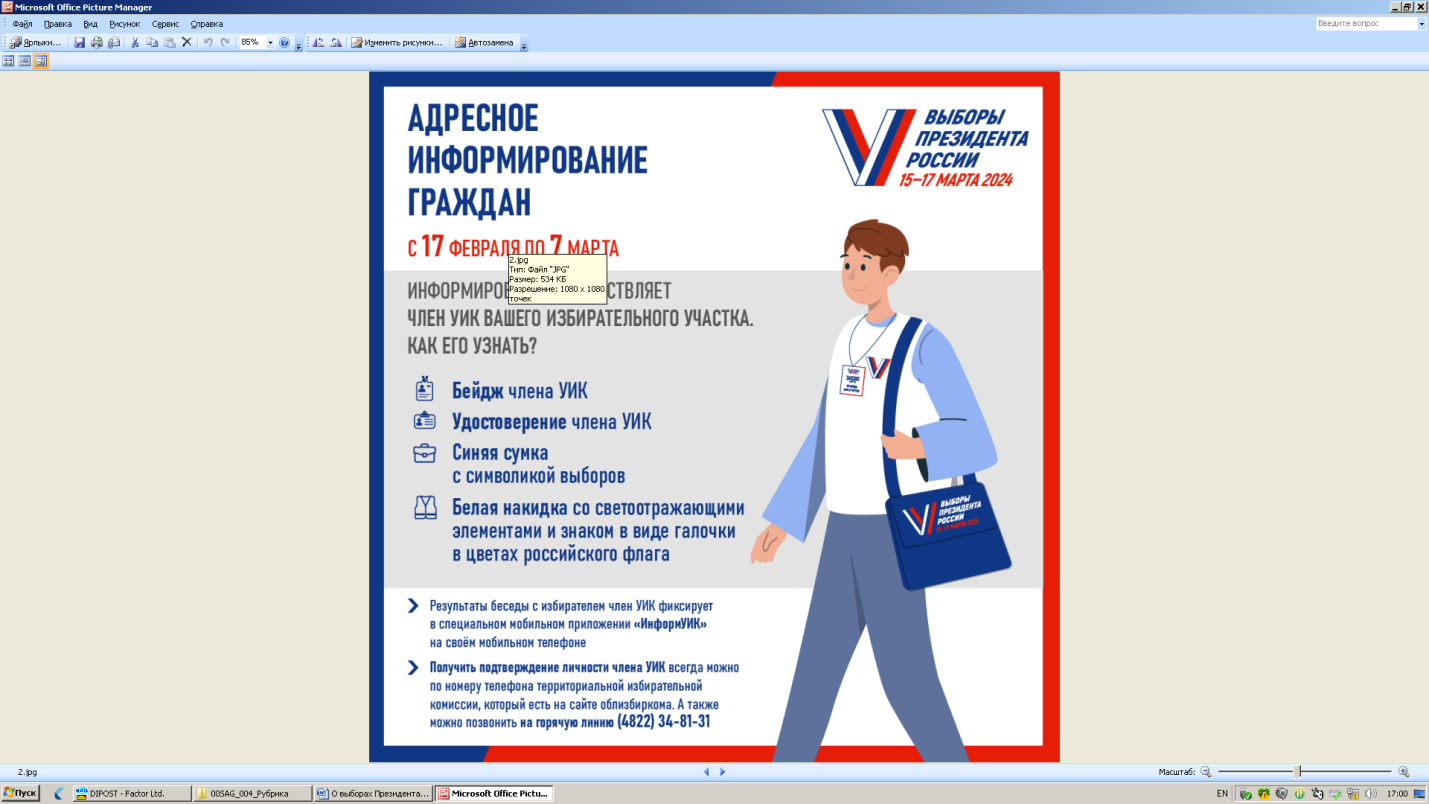 Microsoft Office Picture Manager
Файл Правка Вид Рисунок Сервис Справка
Введите вопрос
Ярлыки... 85% Изменить рисунки... Автозамена
АДРЕСНОЕ
ИНФОРМИРОВАНИЕ
ГРАЖДАН
С 17 ФЕВРАЛЯ ПО 7 МАРТА
ВЫБОРЫ
ПРЕЗИДЕНТА
РОССИИ
15–17 МАРТА 2024
2.jpg
Тип: Файл "JPG"
Размер: 534 КБ
Разрешение: 1080 x 1080
точек
ИНФОРМИРО СТВЛЯЕТ
ЧЛЕН УИК ВАШЕГО ИЗБИРАТЕЛЬНОГО УЧАСТКА.
КАК ЕГО УЗНАТЬ?
Бейдж члена УИК
Удостоверение члена УИК
Синяя сумка
с символикой выборов
Белая накидка со светоотражающими
элементами и знаком в виде галочки
в цветах российского флага
ВЫБОРЫ
ПРЕЗИДЕНТА
РОССИИ
15–17 МАРТА 2024
Результаты беседы с избирателем член УИК фиксирует
в специальном мобильном приложении «ИнформУИК»
на своём мобильном телефоне
Получить подтверждение личности члена УИК всегда можно
по номеру телефона территориальной избирательной
комиссии, который есть на сайте облизбиркома. А также
можно позвонить на горячую линию (4822) 34-81-31
2.jpg
Масштаб:
Пуск
DIPOST - Factor Ltd.
00SAG_004_Рубрика
О выборах Президента...
Microsoft Office Pictu...
EN
17:00